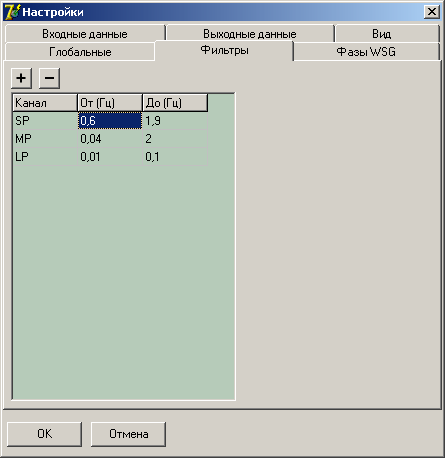 Настройки
Входные данные Выходные данные Вид
Глобальные Фильтры Фазы WSG
+ −
Канал От (Гц) До (Гц)
SP 0,6 1,9
MP 0,04 2
LP 0,01 0,1
OK Отмена